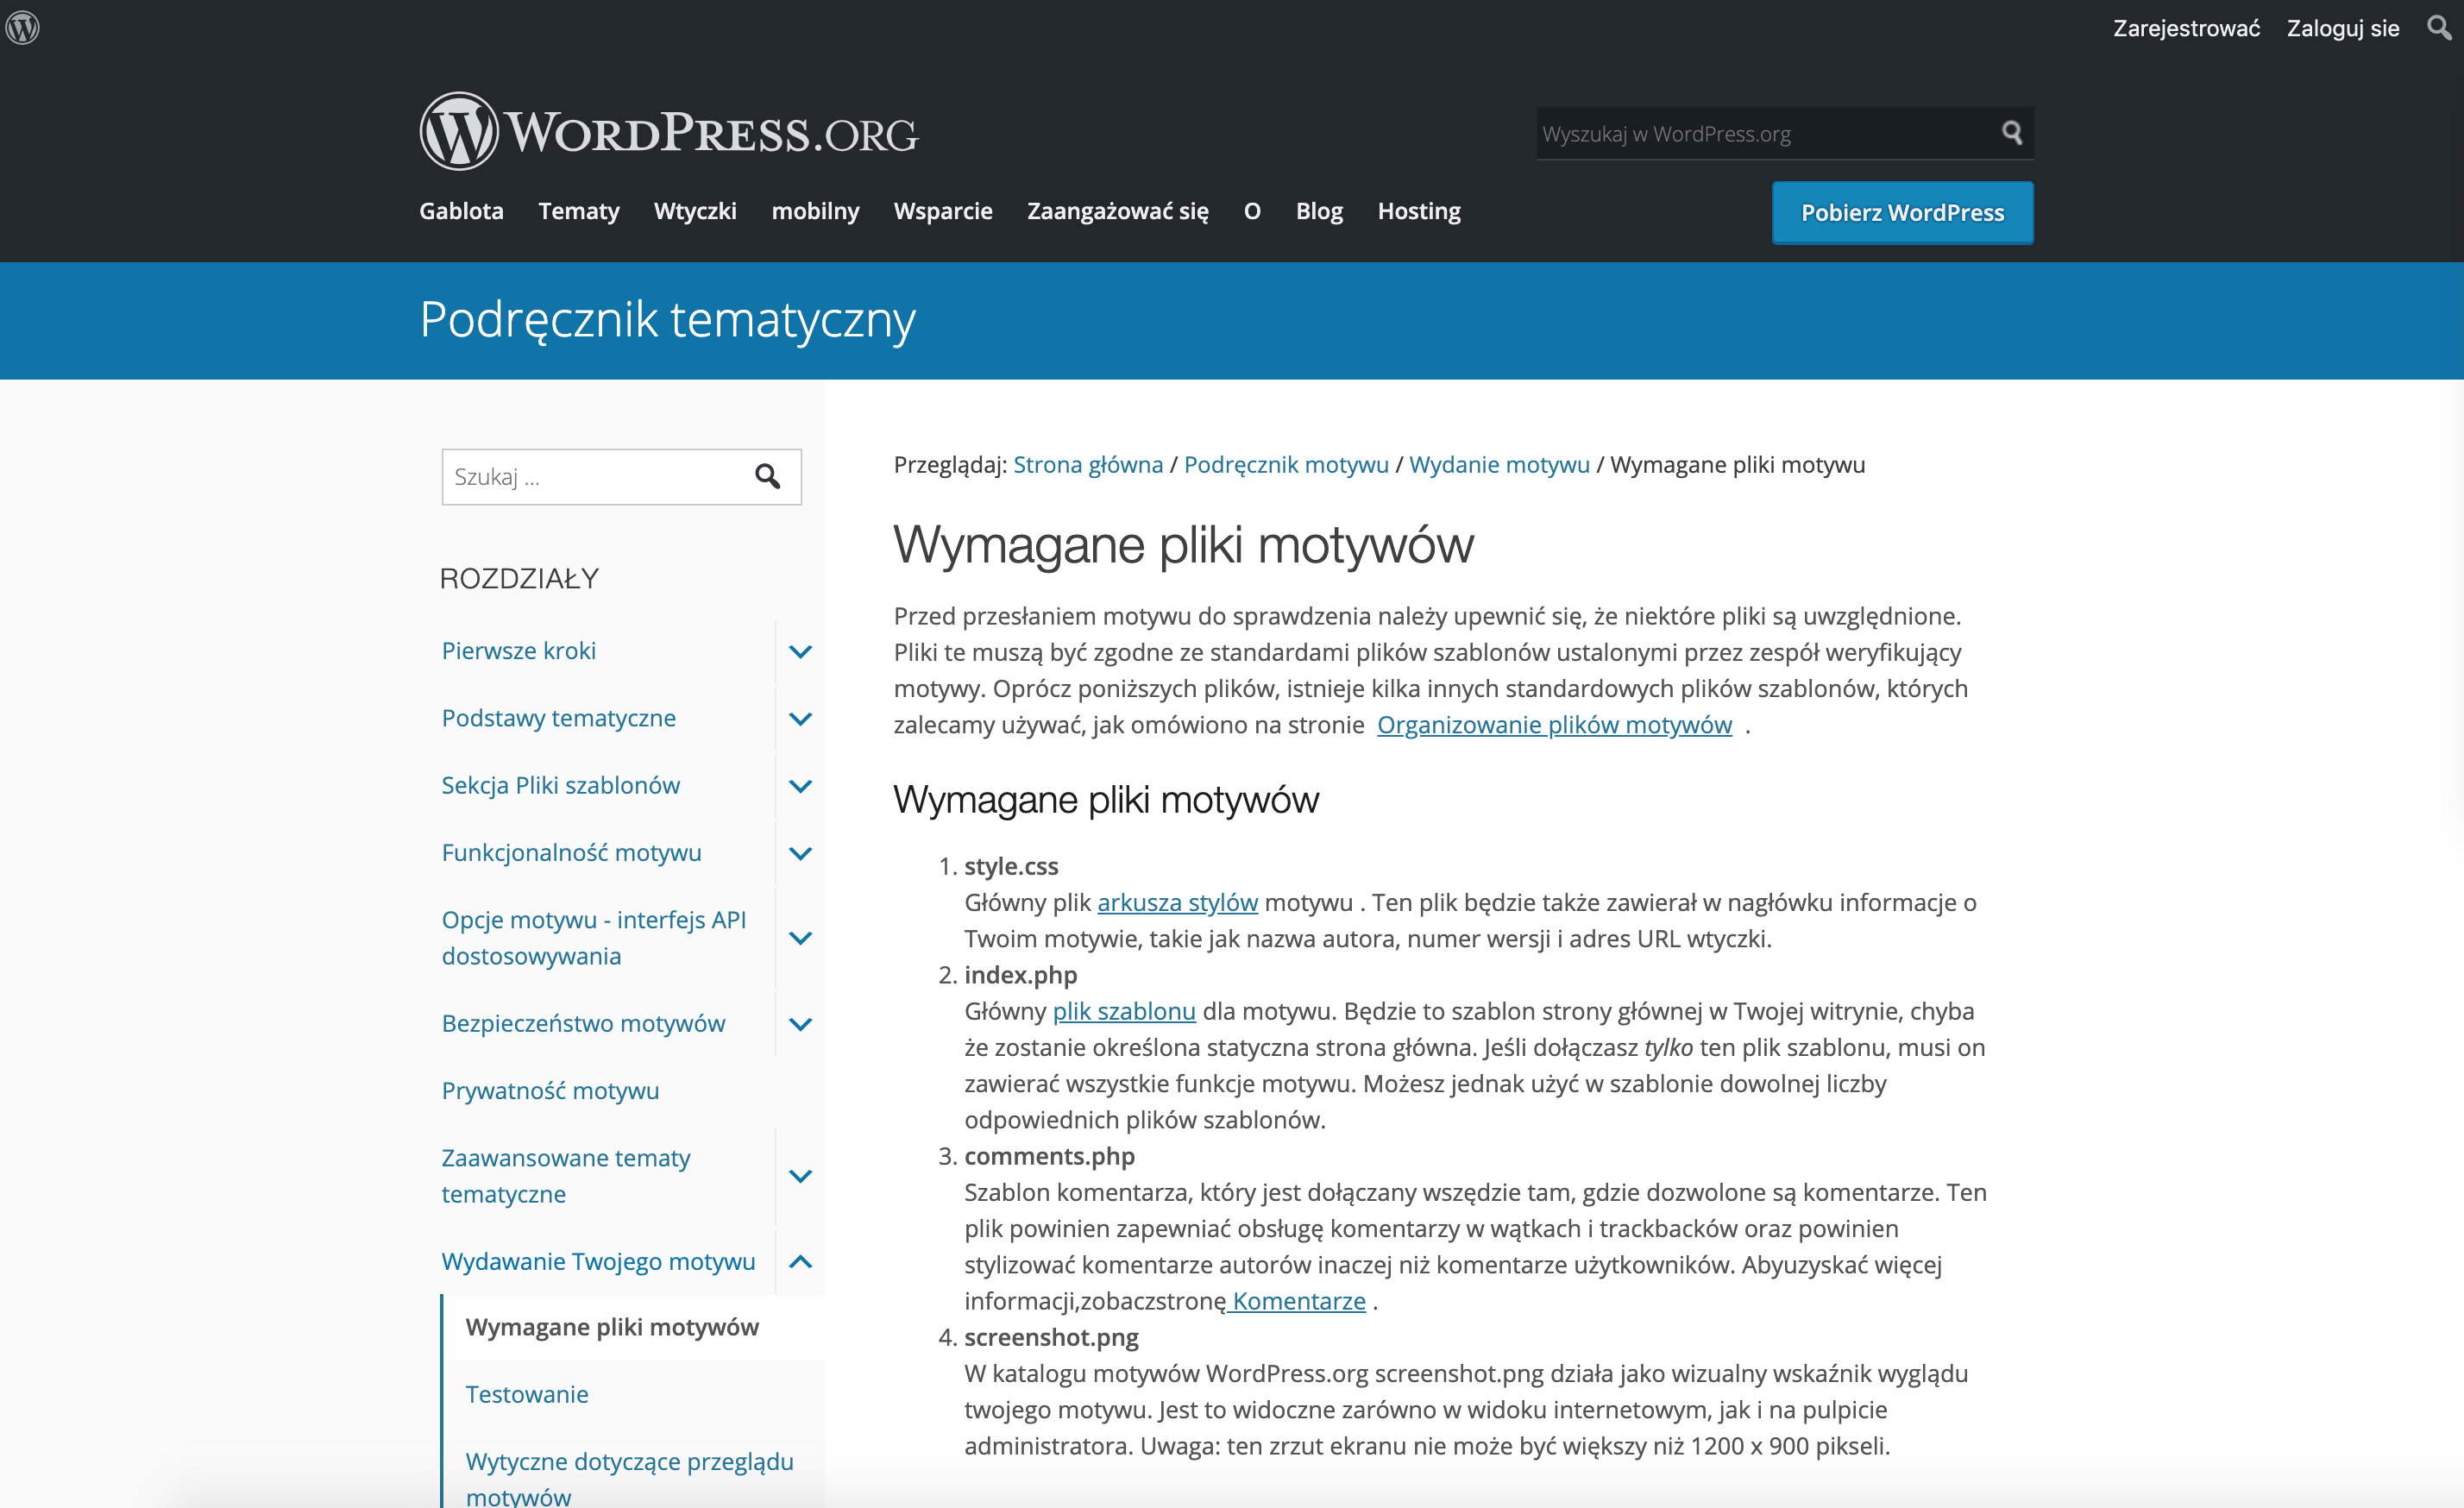 Zarejestrować Zaloguj sie
WORDPRESS.ORG
Wyszukaj w WordPress.org
Gablota Tematy Wtyczki mobilny Wsparcie Zaangażować się O Blog Hosting
Pobierz WordPress
Podręcznik tematyczny
Szukaj ...
ROZDZIAŁY
Pierwsze kroki
Podstawy tematyczne
Sekcja Pliki szablonów
Funkcjonalność motywu
Opcje motywu - interfejs API
dostosowywania
Bezpieczeństwo motywów
Prywatność motywu
Zaawansowane tematy
tematyczne
Wydawanie Twojego motywu
Wymagane pliki motywów
Testowanie
Wytyczne dotyczące przeglądu
motywów
Przeglądaj: Strona główna / Podręcznik motywu / Wydanie motywu / Wymagane pliki motywu
Wymagane pliki motywów
Przed przesłaniem motywu do sprawdzenia należy upewnić się, że niektóre pliki są uwzględnione.
Pliki te muszą być zgodne ze standardami plików szablonów ustalonymi przez zespół weryfikujący
motywy. Oprócz poniższych plików, istnieje kilka innych standardowych plików szablonów, których
zalecamy używać, jak omówiono na stronie Organizowanie plików motywów .
Wymagane pliki motywów
1. style.css
Główny plik arkusza stylów motywu . Ten plik będzie także zawierał w nagłówku informacje o
Twoim motywie, takie jak nazwa autora, numer wersji i adres URL wtyczki.
2. index.php
Główny plik szablonu dla motywu. Będzie to szablon strony głównej w Twojej witrynie, chyba
że zostanie określona statyczna strona główna. Jeśli dołączasz tylko ten plik szablonu, musi on
zawierać wszystkie funkcje motywu. Możesz jednak użyć w szablonie dowolnej liczby
odpowiednich plików szablonów.
3. comments.php
Szablon komentarza, który jest dołączany wszędzie tam, gdzie dozwolone są komentarze. Ten
plik powinien zapewniać obsługę komentarzy w wątkach i trackbacków oraz powinien
stylizować komentarze autorów inaczej niż komentarze użytkowników. Abyuzyskać więcej
informacji,zobaczstronę Komentarze .
4. screenshot.png
W katalogu motywów WordPress.org screenshot.png działa jako wizualny wskaźnik wyglądu
twojego motywu. Jest to widoczne zarówno w widoku internetowym, jak i na pulpicie
administratora. Uwaga: ten zrzut ekranu nie może być większy niż 1200 x 900 pikseli.